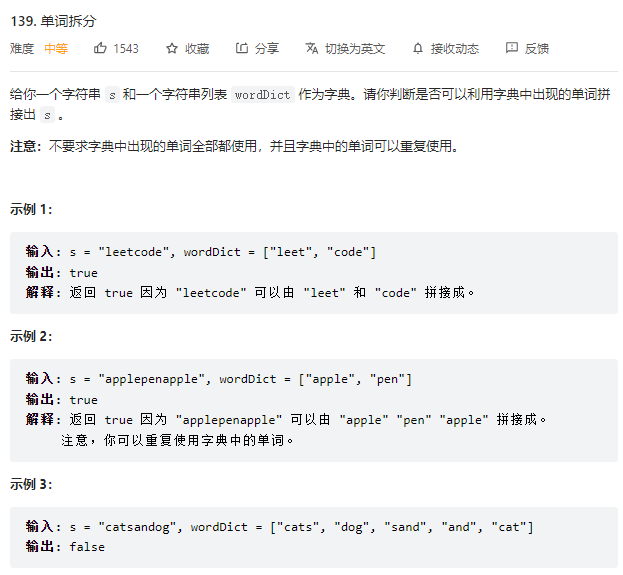 139. 单词拆分
难度 中等 1543 收藏 分享 切换为英文 接收动态 反馈
给你一个字符串 s 和一个字符串列表 wordDict 作为字典。请你判断是否可以利用字典中出现的单词拼
接出 s 。
注意：不要求字典中出现的单词全部都使用，并且字典中的单词可以重复使用。
示例 1：
输入: s = "leetcode", wordDict = ["leet", "code"]
输出: true
解释: 返回 true 因为 "leetcode" 可以由 "leet" 和 "code" 拼接成。
示例 2：
输入: s = "applepenapple", wordDict = ["apple", "pen"]
输出: true
解释: 返回 true 因为 "applepenapple" 可以由 "apple" "pen" "apple" 拼接成。
注意，你可以重复使用字典中的单词。
示例 3：
输入: s = "catsandog", wordDict = ["cats", "dog", "sand", "and", "cat"]
输出: false